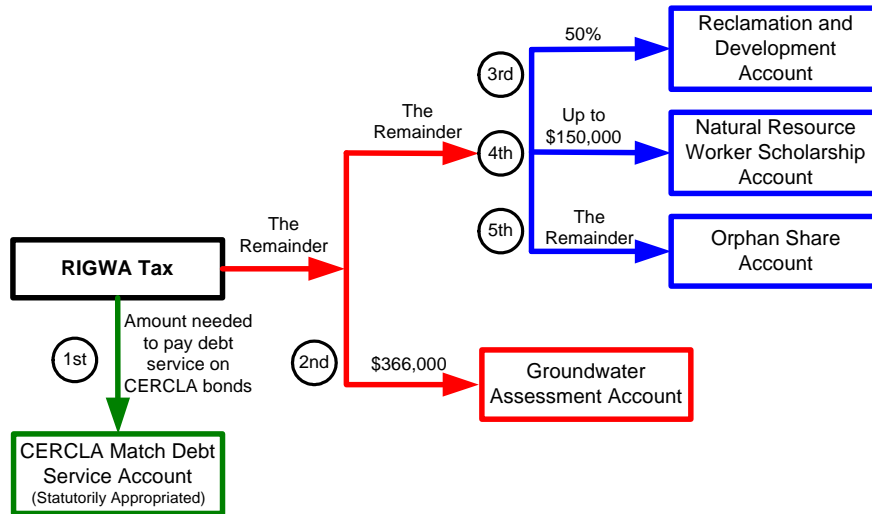 50%
Reclamation and
Development
Account
3rd
The
Remainder
Up to
$150,000
4th
Natural Resource
Worker Scholarship
Account
5th
The
Remainder
Orphan Share
Account
The
Remainder
RIGWA Tax
1st
Amount needed
to pay debt
service on
CERCLA bonds
2nd
$366,000
Groundwater
Assessment Account
CERCLA Match Debt
Service Account
(Statutorily Appropriated)